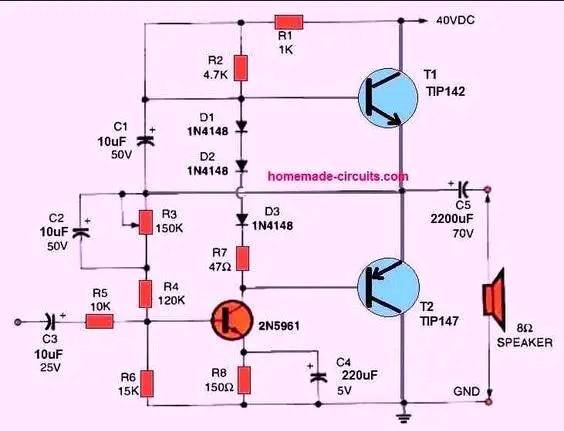 40VDC
R1
1K
R2
4.7K
T1
TIP142
D1
1N4148
C1
10uF
50V
D2
1N4148
homemade-circuits.com
C2
10uF
50V
R3
150K
D3
1N4148
C5
2200uF
70V
R7
47Ω
R4
120K
R5
10K
2N5961
T2
TIP147
8Ω
SPEAKER
C3
10uF
25V
R6
15K
R8
150Ω
C4
220uF
5V
GND
+
+
+
+
+